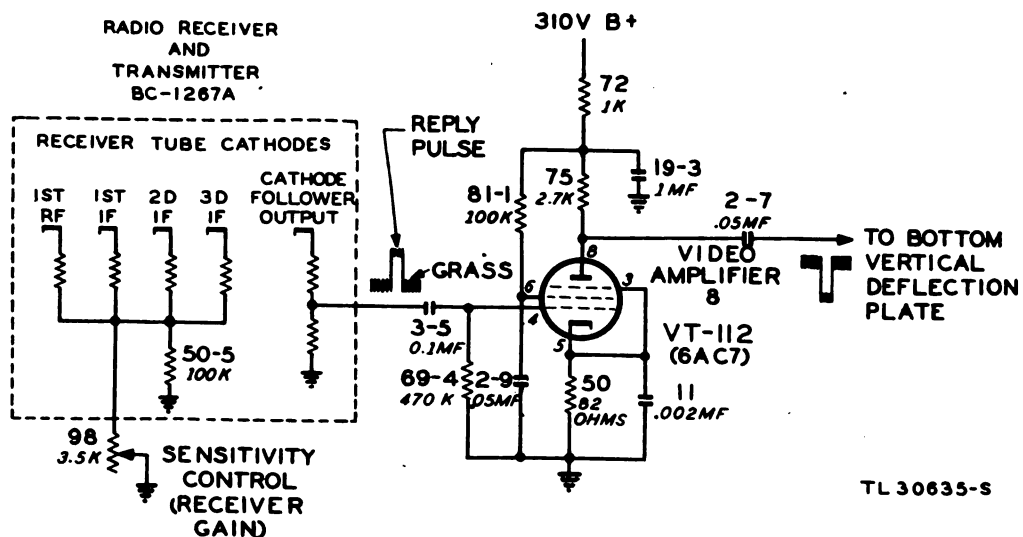 RADIO RECEIVER
AND
TRANSMITTER
BC-1267A
RECEIVER TUBE CATHODES
1ST
RF
1ST
IF
2D
IF
3D
IF
CATHODE
FOLLOWER
OUTPUT
50-5
100K
98
3.5K
SENSITIVITY
CONTROL
(RECEIVER
GAIN)
REPLY
PULSE
GRASS
3-5
0.1MF
69-4
470 K
2-9
.05MF
310V B+
72
1K
81-1
100K
75
2.7K
19-3
1MF
2-7
.05MF
8
VIDEO
AMPLIFIER
8
6
4
3
5
VT-112
(6AC7)
50
82
OHMS
11
.002MF
TO BOTTOM
VERTICAL
DEFLECTION
PLATE
TL30635-S